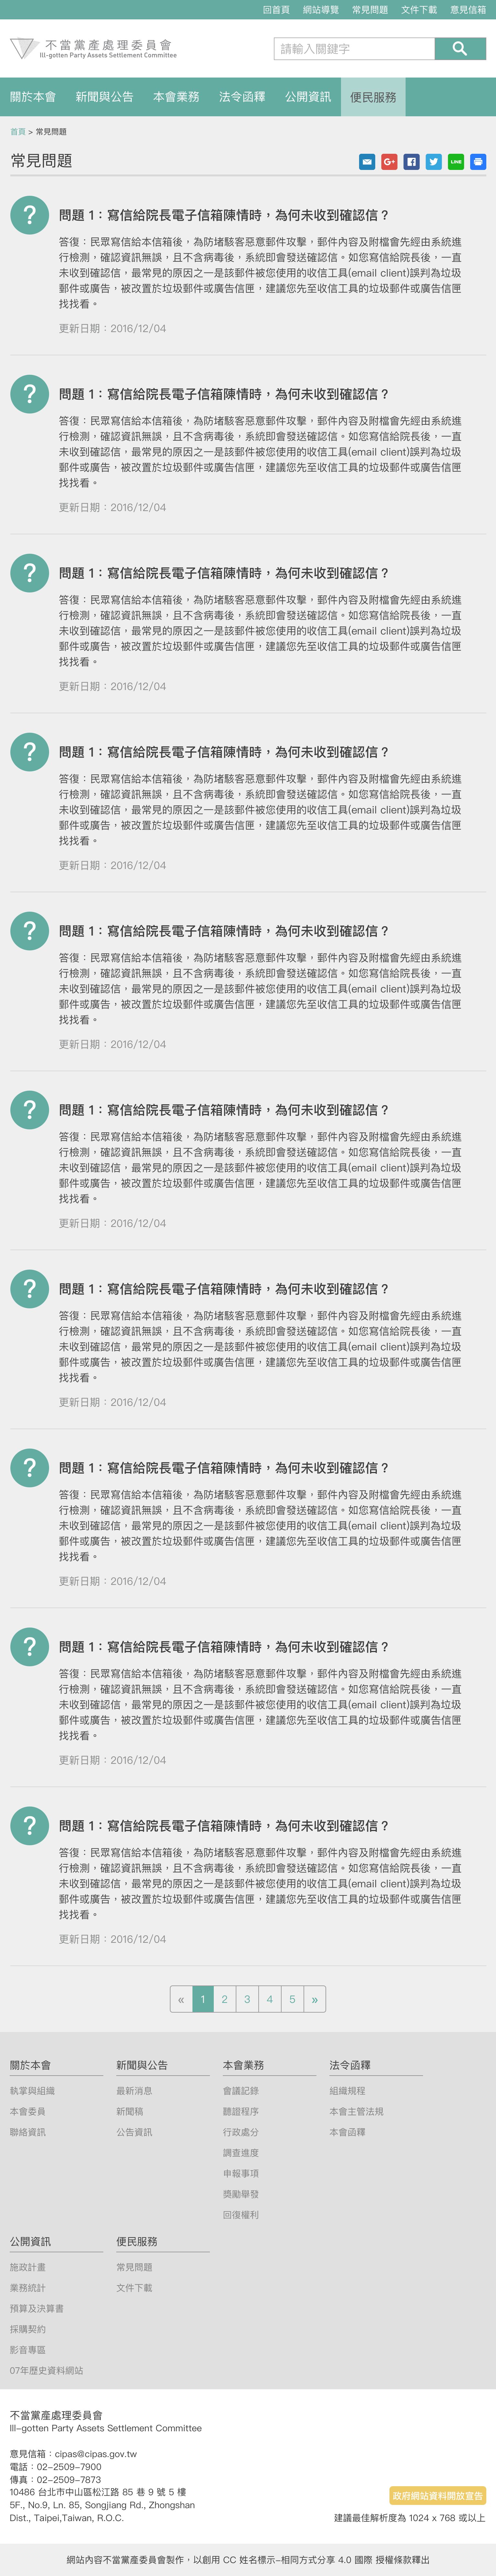 回首頁 網站導覽 常見問題 文件下載 意見信箱
不當黨產處理委員會
Ill-gotten Party Assets Settlement Committee
請輸入關鍵字
關於本會 新聞與公告 本會業務 法令函釋 公開資訊 便民服務
首頁 > 常見問題
常見問題
G+ LINE
? 問題 1：寫信給院長電子信箱陳情時，為何未收到確認信？
答復：民眾寫信給本信箱後，為防堵駭客惡意郵件攻擊，郵件內容及附檔會先經由系統進
行檢測，確認資訊無誤，且不含病毒後，系統即會發送確認信。如您寫信給院長後，一直
未收到確認信，最常見的原因之一是該郵件被您使用的收信工具(email client)誤判為垃圾
郵件或廣告，被改置於垃圾郵件或廣告信匣，建議您先至收信工具的垃圾郵件或廣告信匣
找找看。
更新日期：2016/12/04
? 問題 1：寫信給院長電子信箱陳情時，為何未收到確認信？
答復：民眾寫信給本信箱後，為防堵駭客惡意郵件攻擊，郵件內容及附檔會先經由系統進
行檢測，確認資訊無誤，且不含病毒後，系統即會發送確認信。如您寫信給院長後，一直
未收到確認信，最常見的原因之一是該郵件被您使用的收信工具(email client)誤判為垃圾
郵件或廣告，被改置於垃圾郵件或廣告信匣，建議您先至收信工具的垃圾郵件或廣告信匣
找找看。
更新日期：2016/12/04
? 問題 1：寫信給院長電子信箱陳情時，為何未收到確認信？
答復：民眾寫信給本信箱後，為防堵駭客惡意郵件攻擊，郵件內容及附檔會先經由系統進
行檢測，確認資訊無誤，且不含病毒後，系統即會發送確認信。如您寫信給院長後，一直
未收到確認信，最常見的原因之一是該郵件被您使用的收信工具(email client)誤判為垃圾
郵件或廣告，被改置於垃圾郵件或廣告信匣，建議您先至收信工具的垃圾郵件或廣告信匣
找找看。
更新日期：2016/12/04
? 問題 1：寫信給院長電子信箱陳情時，為何未收到確認信？
答復：民眾寫信給本信箱後，為防堵駭客惡意郵件攻擊，郵件內容及附檔會先經由系統進
行檢測，確認資訊無誤，且不含病毒後，系統即會發送確認信。如您寫信給院長後，一直
未收到確認信，最常見的原因之一是該郵件被您使用的收信工具(email client)誤判為垃圾
郵件或廣告，被改置於垃圾郵件或廣告信匣，建議您先至收信工具的垃圾郵件或廣告信匣
找找看。
更新日期：2016/12/04
? 問題 1：寫信給院長電子信箱陳情時，為何未收到確認信？
答復：民眾寫信給本信箱後，為防堵駭客惡意郵件攻擊，郵件內容及附檔會先經由系統進
行檢測，確認資訊無誤，且不含病毒後，系統即會發送確認信。如您寫信給院長後，一直
未收到確認信，最常見的原因之一是該郵件被您使用的收信工具(email client)誤判為垃圾
郵件或廣告，被改置於垃圾郵件或廣告信匣，建議您先至收信工具的垃圾郵件或廣告信匣
找找看。
更新日期：2016/12/04
? 問題 1：寫信給院長電子信箱陳情時，為何未收到確認信？
答復：民眾寫信給本信箱後，為防堵駭客惡意郵件攻擊，郵件內容及附檔會先經由系統進
行檢測，確認資訊無誤，且不含病毒後，系統即會發送確認信。如您寫信給院長後，一直
未收到確認信，最常見的原因之一是該郵件被您使用的收信工具(email client)誤判為垃圾
郵件或廣告，被改置於垃圾郵件或廣告信匣，建議您先至收信工具的垃圾郵件或廣告信匣
找找看。
更新日期：2016/12/04
? 問題 1：寫信給院長電子信箱陳情時，為何未收到確認信？
答復：民眾寫信給本信箱後，為防堵駭客惡意郵件攻擊，郵件內容及附檔會先經由系統進
行檢測，確認資訊無誤，且不含病毒後，系統即會發送確認信。如您寫信給院長後，一直
未收到確認信，最常見的原因之一是該郵件被您使用的收信工具(email client)誤判為垃圾
郵件或廣告，被改置於垃圾郵件或廣告信匣，建議您先至收信工具的垃圾郵件或廣告信匣
找找看。
更新日期：2016/12/04
? 問題 1：寫信給院長電子信箱陳情時，為何未收到確認信？
答復：民眾寫信給本信箱後，為防堵駭客惡意郵件攻擊，郵件內容及附檔會先經由系統進
行檢測，確認資訊無誤，且不含病毒後，系統即會發送確認信。如您寫信給院長後，一直
未收到確認信，最常見的原因之一是該郵件被您使用的收信工具(email client)誤判為垃圾
郵件或廣告，被改置於垃圾郵件或廣告信匣，建議您先至收信工具的垃圾郵件或廣告信匣
找找看。
更新日期：2016/12/04
? 問題 1：寫信給院長電子信箱陳情時，為何未收到確認信？
答復：民眾寫信給本信箱後，為防堵駭客惡意郵件攻擊，郵件內容及附檔會先經由系統進
行檢測，確認資訊無誤，且不含病毒後，系統即會發送確認信。如您寫信給院長後，一直
未收到確認信，最常見的原因之一是該郵件被您使用的收信工具(email client)誤判為垃圾
郵件或廣告，被改置於垃圾郵件或廣告信匣，建議您先至收信工具的垃圾郵件或廣告信匣
找找看。
更新日期：2016/12/04
? 問題 1：寫信給院長電子信箱陳情時，為何未收到確認信？
答復：民眾寫信給本信箱後，為防堵駭客惡意郵件攻擊，郵件內容及附檔會先經由系統進
行檢測，確認資訊無誤，且不含病毒後，系統即會發送確認信。如您寫信給院長後，一直
未收到確認信，最常見的原因之一是該郵件被您使用的收信工具(email client)誤判為垃圾
郵件或廣告，被改置於垃圾郵件或廣告信匣，建議您先至收信工具的垃圾郵件或廣告信匣
找找看。
更新日期：2016/12/04
« 1 2 3 4 5 »
關於本會
執掌與組織
本會委員
聯絡資訊
新聞與公告
最新消息
新聞稿
公告資訊
本會業務
會議記錄
聽證程序
行政處分
調查進度
申報事項
獎勵舉發
回復權利
法令函釋
組織規程
本會主管法規
本會函釋
公開資訊
施政計畫
業務統計
預算及決算書
採購契約
影音專區
07年歷史資料網站
便民服務
常見問題
文件下載
不當黨產處理委員會
Ill-gotten Party Assets Settlement Committee
意見信箱：cipas@cipas.gov.tw
電話：02-2509-7900
傳真：02-2509-7873
10486 台北市中山區松江路 85 巷 9 號 5 樓
5F., No.9, Ln. 85, Songjiang Rd., Zhongshan
Dist., Taipei,Taiwan, R.O.C.
政府網站資料開放宣告
建議最佳解析度為 1024 x 768 或以上
網站內容不當黨產委員會製作，以創用 CC 姓名標示-相同方式分享 4.0 國際 授權條款釋出